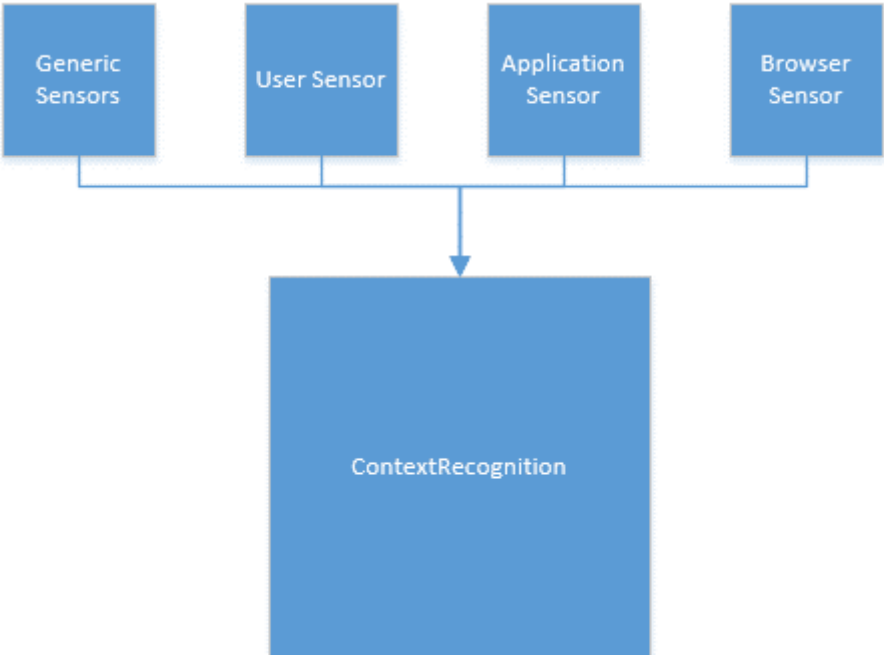 Generic
Sensors
User Sensor
Application
Sensor
Browser
Sensor
ContextRecognition